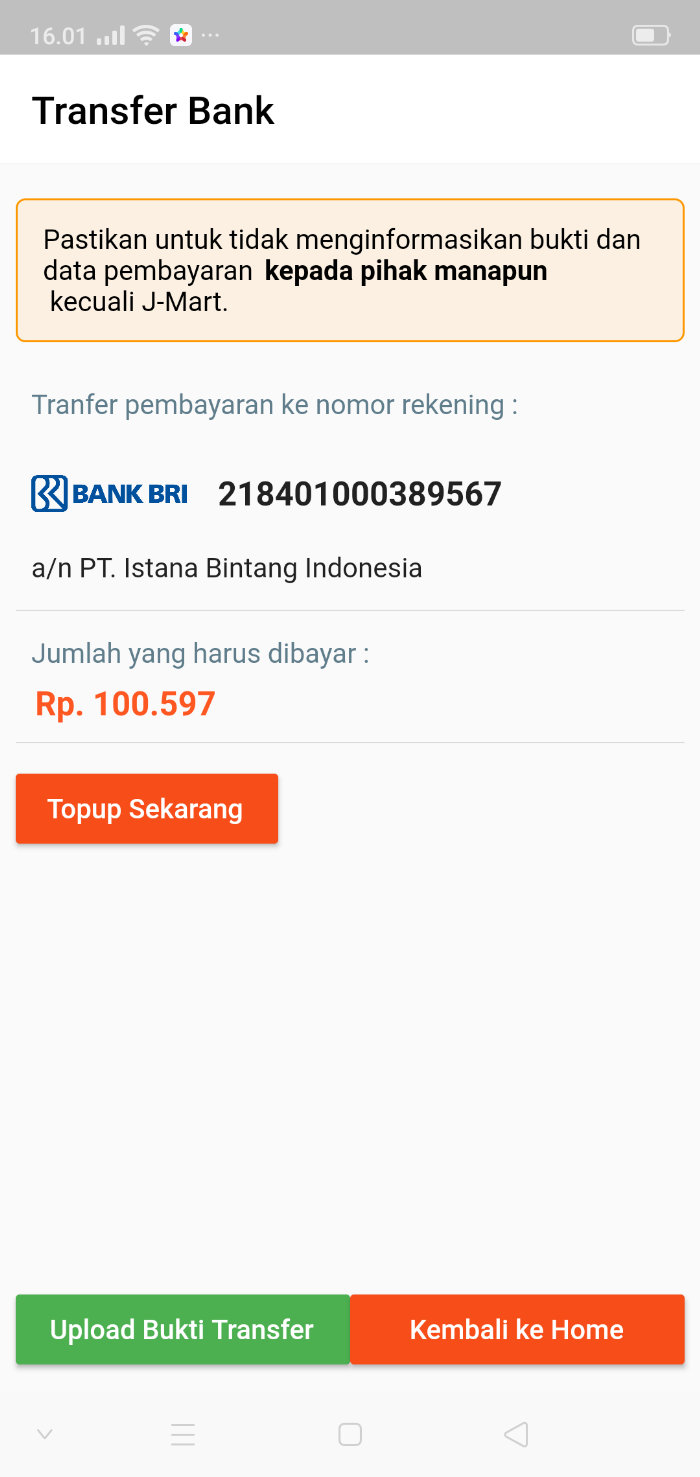 16.01
Transfer Bank
Pastikan untuk tidak menginformasikan bukti dan
data pembayaran kepada pihak manapun
kecuali J-Mart.
Tranfer pembayaran ke nomor rekening :
BANK BRI 218401000389567
a/n PT. Istana Bintang Indonesia
Jumlah yang harus dibayar :
Rp. 100.597
Topup Sekarang
Upload Bukti Transfer Kembali ke Home